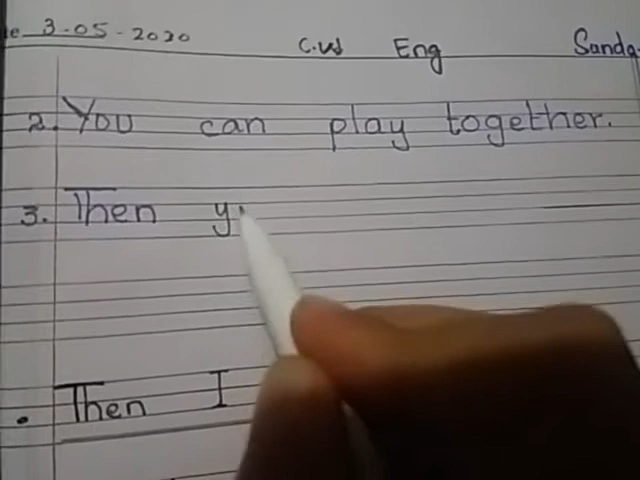 3-05-2020 C.W Eng
2. You can play together.
3. Then y
. Then I